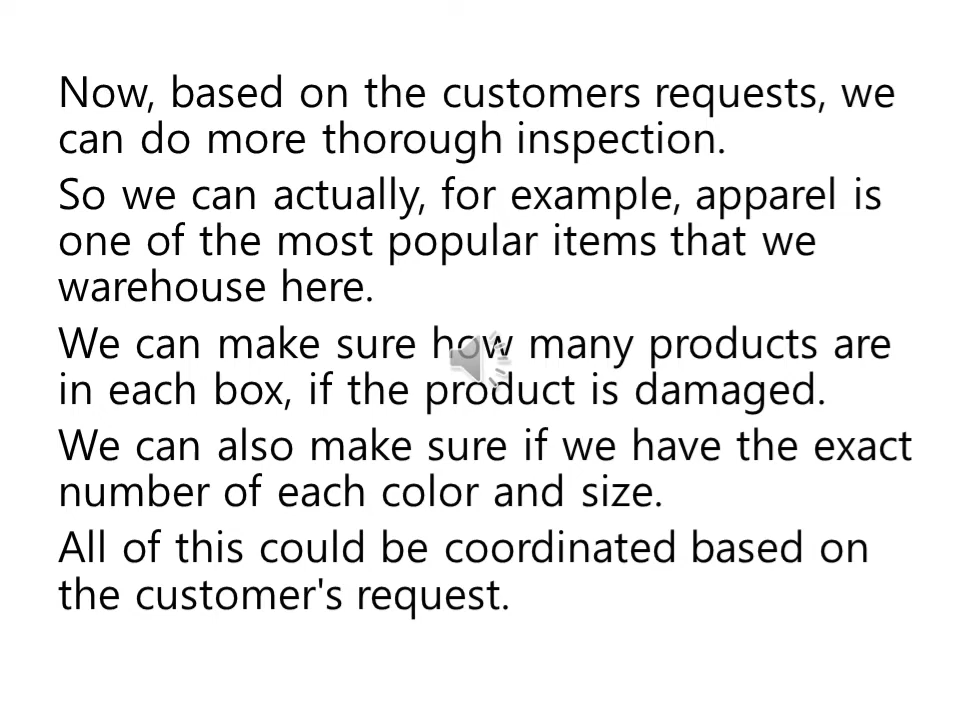 Now, based on the customers requests, we
can do more thorough inspection.
So we can actually, for example, apparel is
one of the most popular items that we
warehouse here.
We can make sure how many products are
in each box, if the product is damaged.
We can also make sure if we have the exact
number of each color and size.
All of this could be coordinated based on
the customer's request.